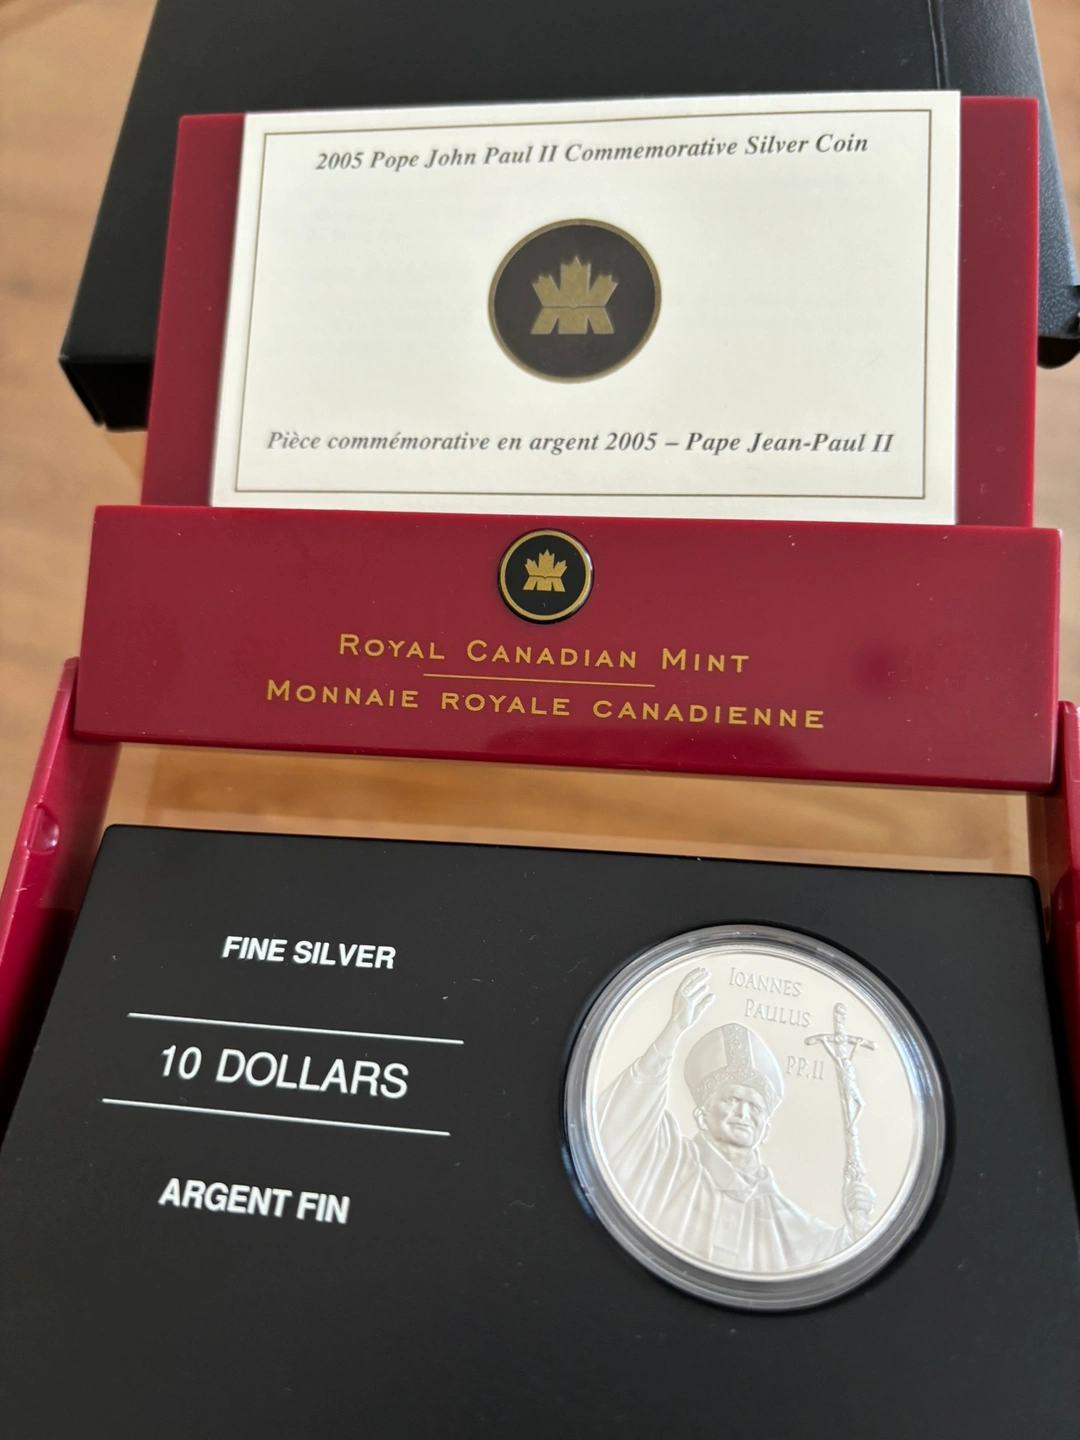 2005 Pope John Paul II Commemorative Silver Coin
Pièce commémorative en argent 2005 – Pape Jean-Paul II
ROYAL CANADIAN MINT
MONNAIE ROYALE CANADIENNE
FINE SILVER
10 DOLLARS
ARGENT FIN
IOANNES
PAULUS
PP.II